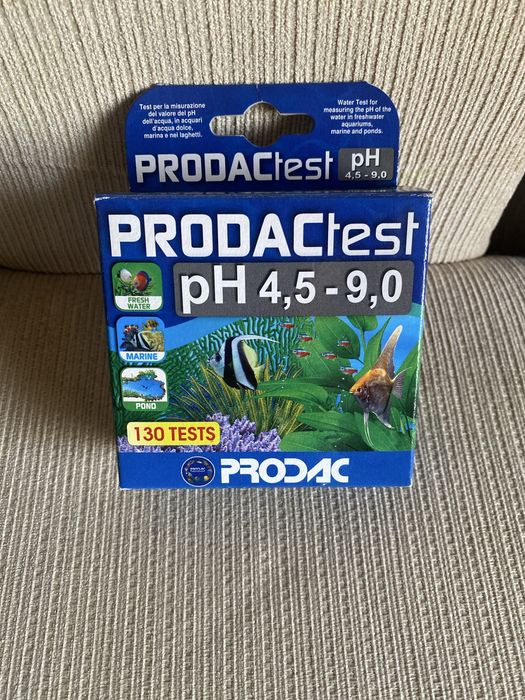 Test per la misurazione
del valore del pH
dell'acqua, in acquari
d'acqua dolce,
marina e nei laghetti.
Water Test for
measuring the pH of the
water in freshwater
aquariums,
marine and ponds.
PRODACtest pH
4,5 - 9,0
PRODACtest
pH 4,5 - 9,0
FRESH
WATER
MARINE
POND
130 TESTS
PRODAC